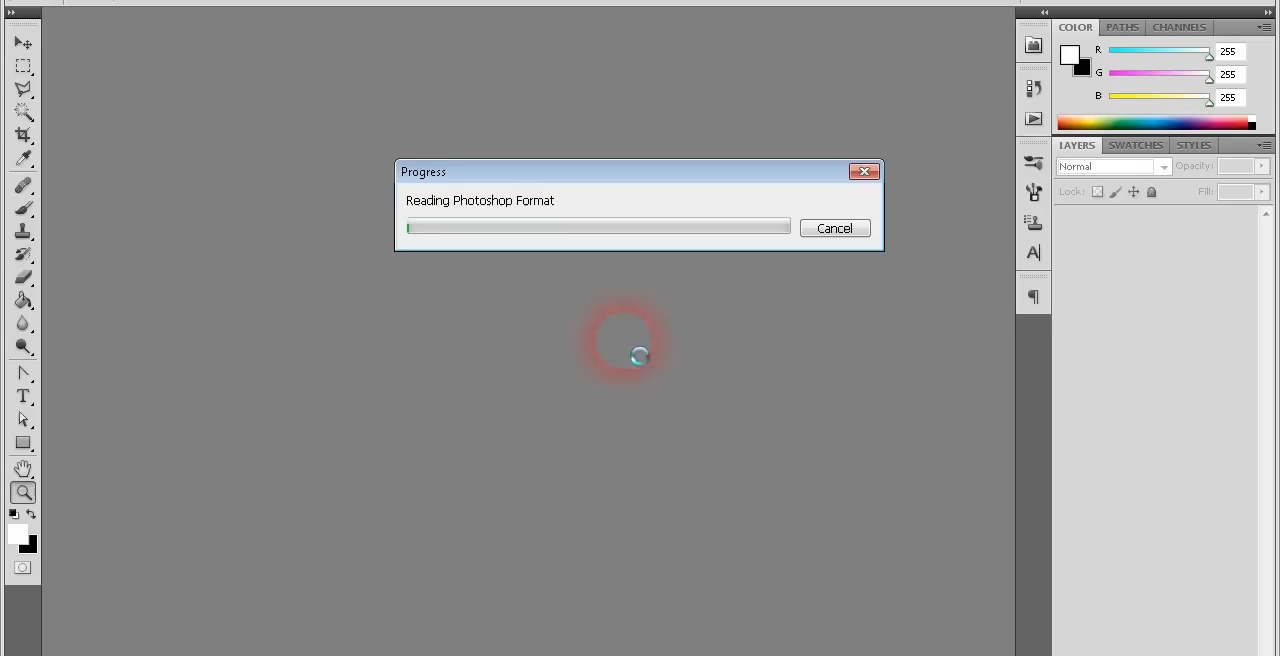 COLOR PATHS CHANNELS
R 255
G 255
B 255
LAYERS SWATCHES STYLES
Normal Opacity:
Lock: Fill:
Progress
Reading Photoshop Format
Cancel
T
A
¶